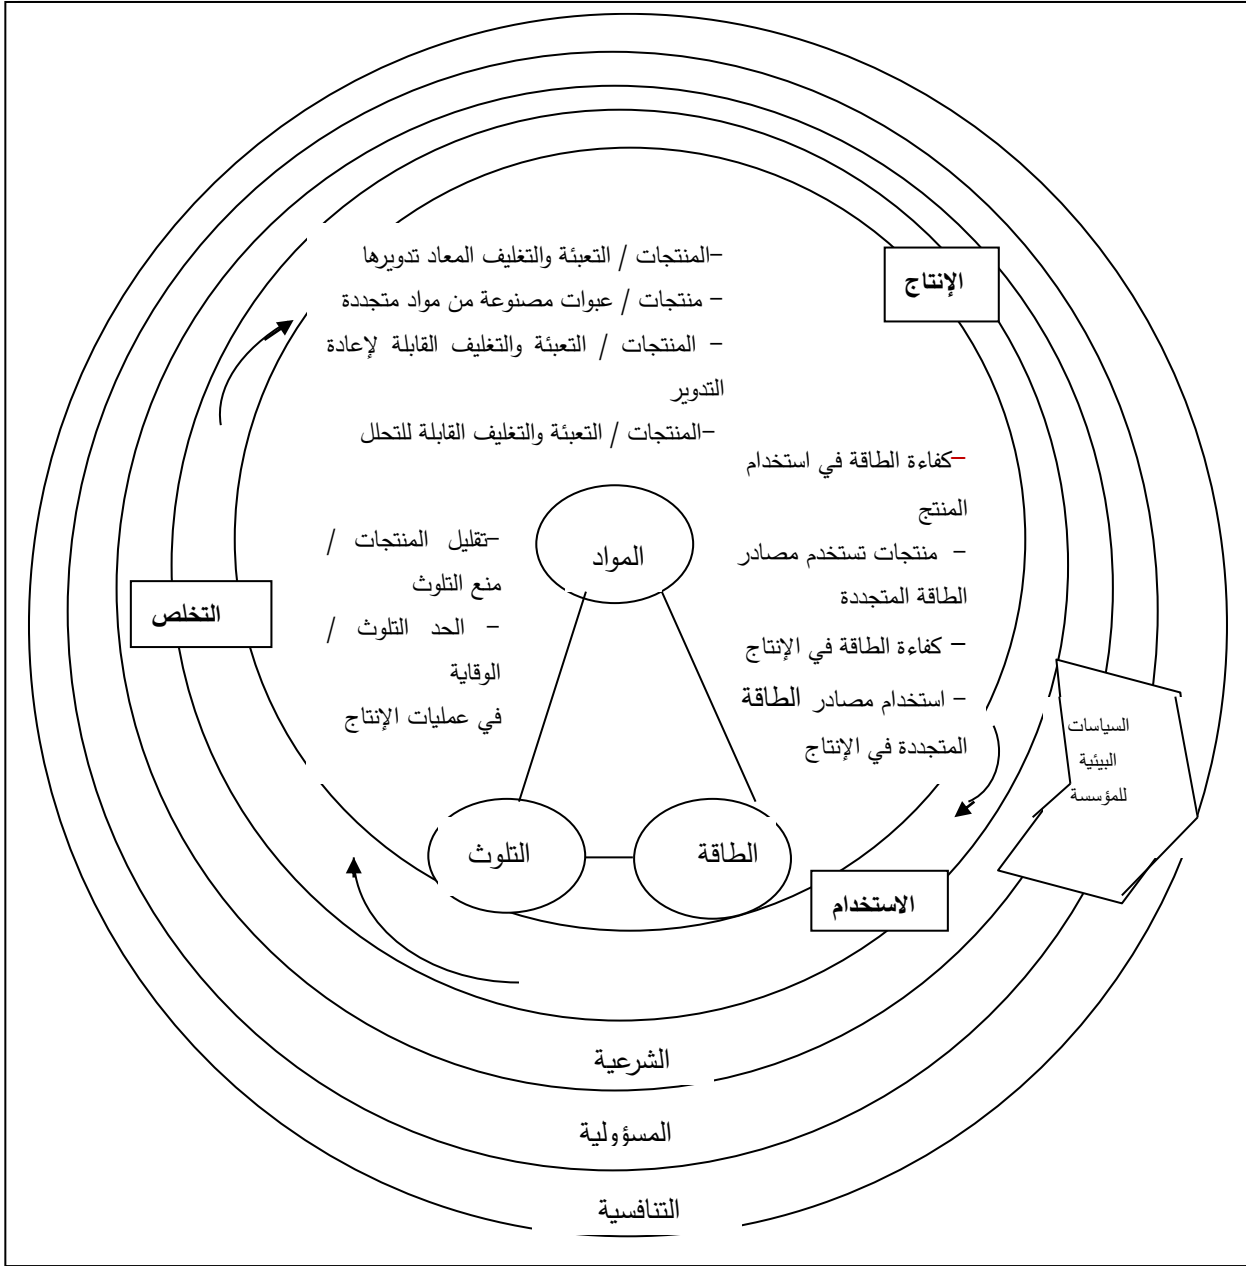 الإنتاج
–المنتجات / التعبئة والتغليف المعاد تدويرها
– منتجات / عبوات مصنوعة من مواد متجددة
– المنتجات / التعبئة والتغليف القابلة لإعادة
التدوير
–المنتجات / التعبئة والتغليف القابلة للتحلل
–كفاءة الطاقة في استخدام
المنتج
– منتجات تستخدم مصادر
الطاقة المتجددة
– كفاءة الطاقة في الإنتاج
– استخدام مصادر الطاقة
المتجددة في الإنتاج
المواد
–تقليل المنتجات /
منع التلوث
– الحد التلوث /
الوقاية
في عمليات الإنتاج
التخلص
السياسات
البيئية
للمؤسسة
الطاقة
التلوث
الاستخدام
الشرعية
المسؤولية
التنافسية